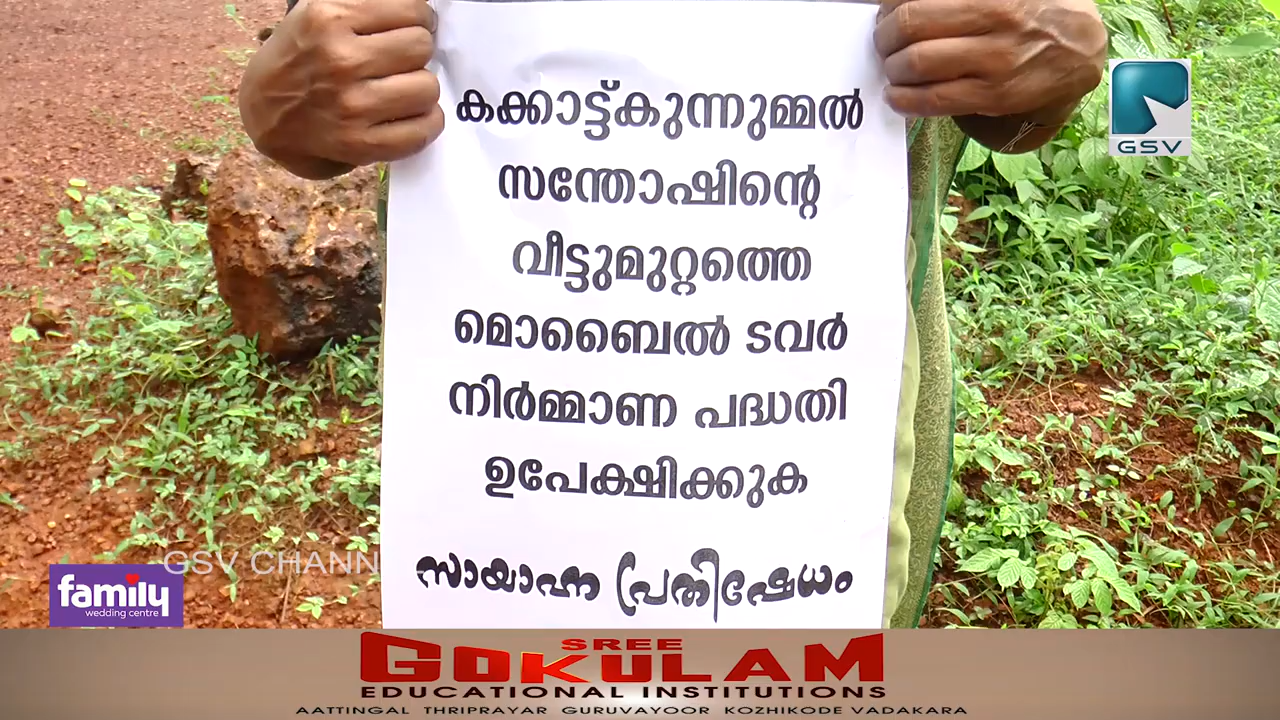 കക്കാട്ട്കുന്നുമ്മൽ
സന്തോഷിന്റെ
വീട്ടുമുറ്റത്തെ
മൊബൈൽ ടവർ
നിർമ്മാണ പദ്ധതി
ഉപേക്ഷിക്കുക
സായാഹ്ന പ്രതിഷേധം
GSV
GSV CHANN
family
wedding centre
SREE
GOKULAM
EDUCATIONAL INSTITUTIONS
AATTINGAL THRIPRAYAR GURUVAYOOR KOZHIKODE VADAKARA